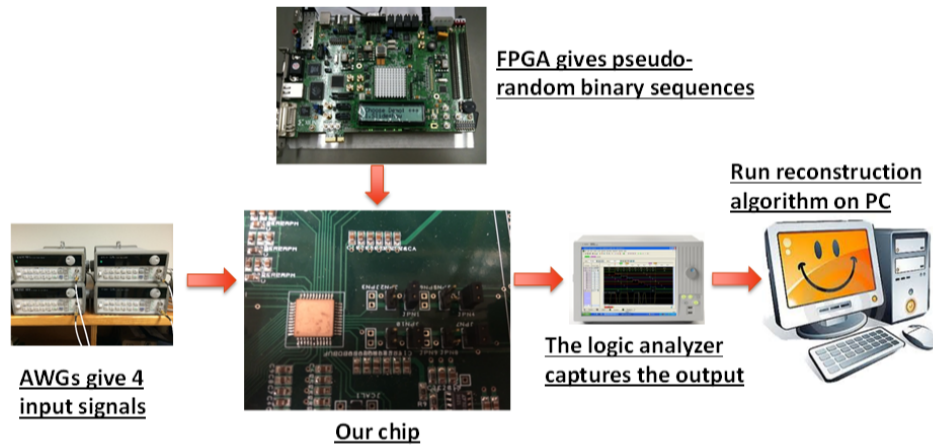 FPGA gives pseudo-
random binary sequences
Run reconstruction
algorithm on PC
AWGs give 4
input signals
Our chip
The logic analyzer
captures the output